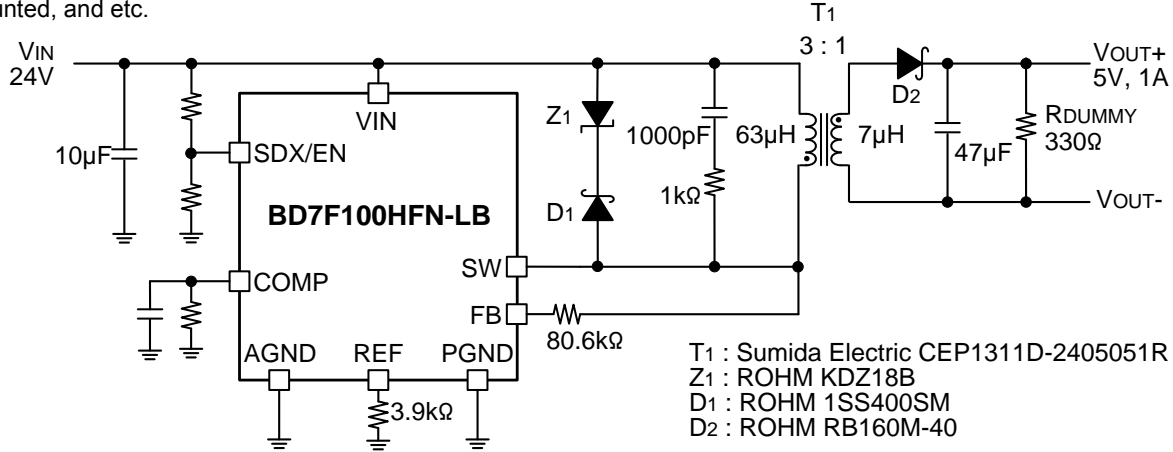 unted, and etc.
T1
3 : 1
VIN
24V
VOUT+
5V, 1A
D2
VIN
Z1
1000pF
63µH
7µH
RDUMMY
330Ω
10µF
SDX/EN
47µF
1kΩ
D1
VOUT-
BD7F100HFN-LB
SW
COMP
FB
80.6kΩ
AGND
REF
PGND
3.9kΩ
T1 : Sumida Electric CEP1311D-2405051R
Z1 : ROHM KDZ18B
D1 : ROHM 1SS400SM
D2 : ROHM RB160M-40